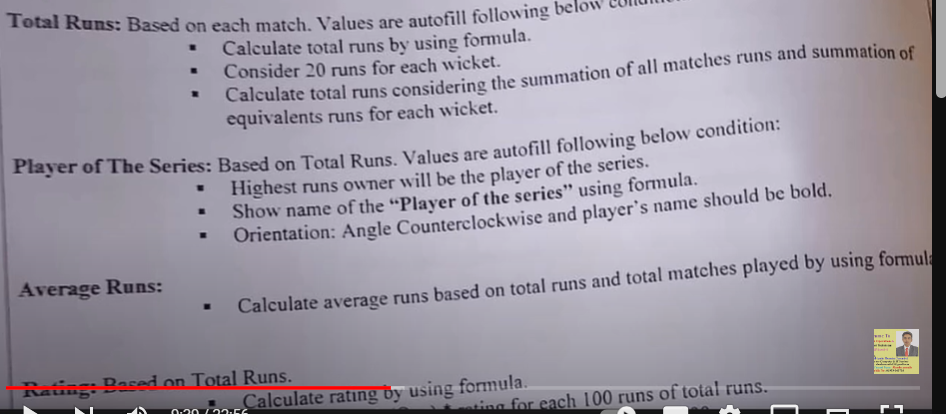 Total Runs: Based on each match. Values are autofill following below
▪ Calculate total runs by using formula.
▪ Consider 20 runs for each wicket.
▪ Calculate total runs considering the summation of all matches runs and summation of
equivalents runs for each wicket.
Player of The Series: Based on Total Runs. Values are autofill following below condition:
▪ Highest runs owner will be the player of the series.
▪ Show name of the “Player of the series” using formula.
▪ Orientation: Angle Counterclockwise and player’s name should be bold.
Average Runs:
▪ Calculate average runs based on total runs and total matches played by using formula
Rating: Based on Total Runs.
▪ Calculate rating by using formula.
rating for each 100 runs of total runs.